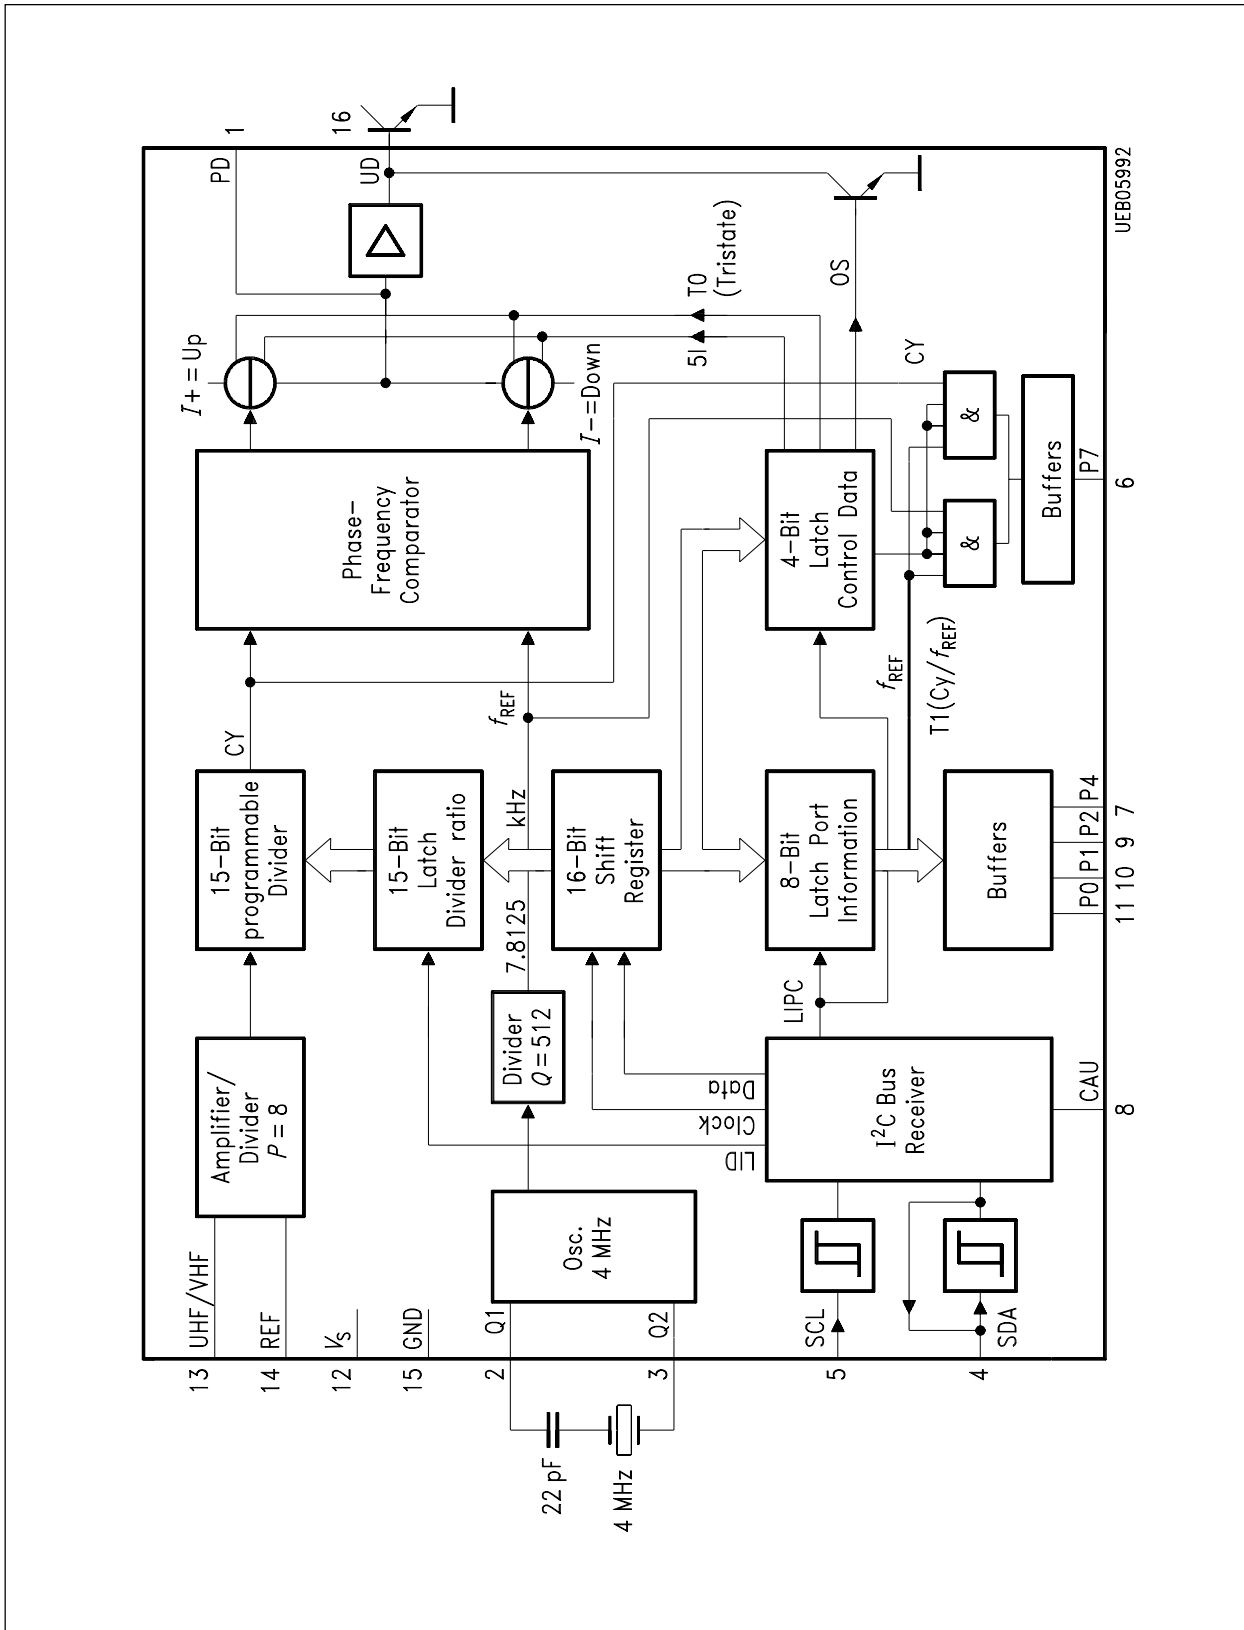 13
UHF/VHF
14
REF
12
VS
15
GND
2
Q1
3
Q2
22 pF
4 MHz
5
SCL
4
SDA
Amplifier/
Divider
P = 8
15-Bit
programmable
Divider
CY
Phase-
Frequency
Comparator
I+ = Up
I- = Down
PD
1
UD
16
15-Bit
Latch
Divider ratio
Osc.
4 MHz
Divider
Q = 512
7.8125 kHz
fREF
16-Bit
Shift
Register
LID
Clock
Data
5I
T0
(Tristate)
I2C Bus
Receiver
LIPC
8-Bit
Latch Port
Information
4-Bit
Latch
Control Data
OS
CY
fREF
T1(Cy/fREF)
&
&
Buffers
Buffers
CAU
8
P0 P1 P2 P4
11 10 9 7
P7
6
UEB05992